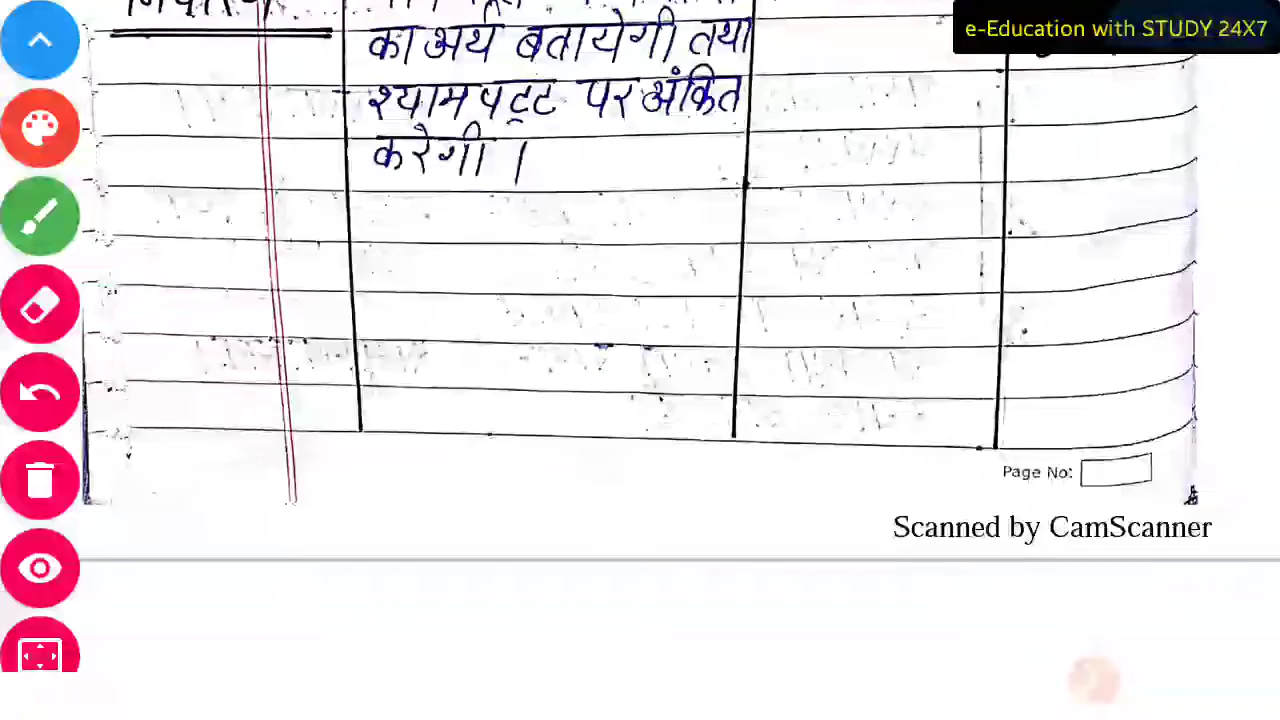 e-Education with STUDY 24X7
का अर्थ बतायेगी तथा
श्यामपट्ट पर अंकित
करेगी।
Page No:
Scanned by CamScanner